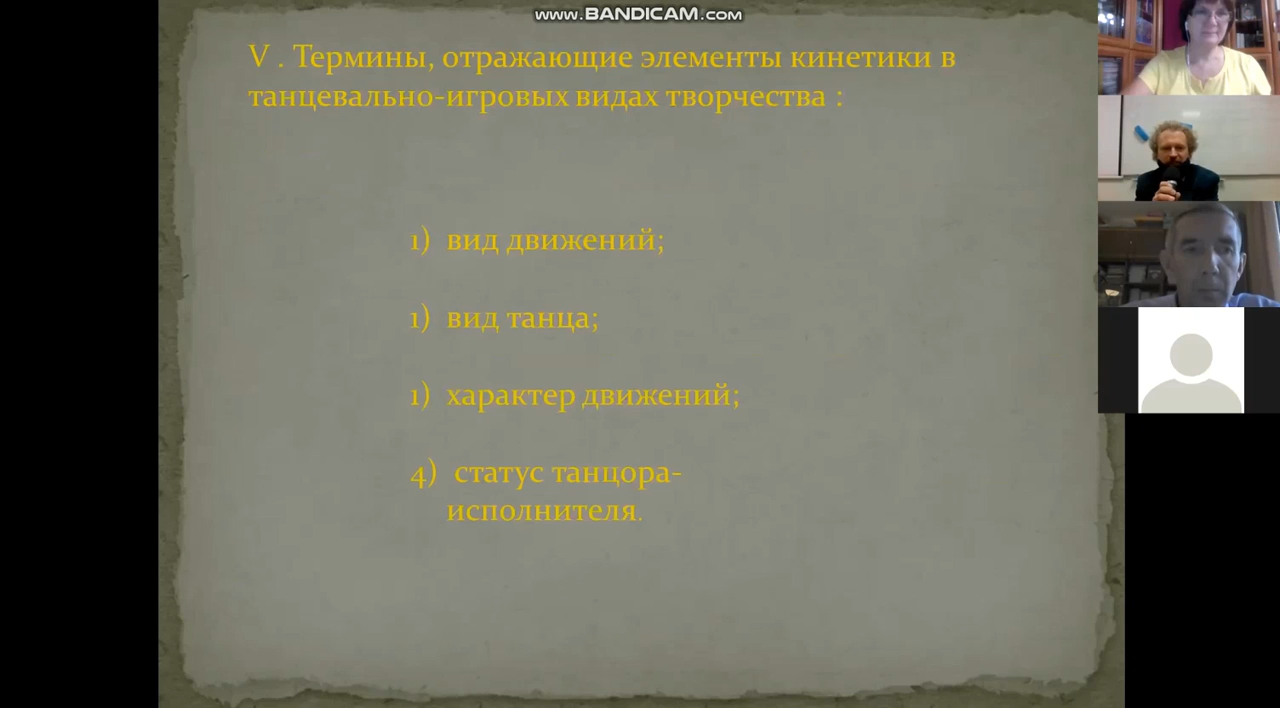 www.BANDICAM.com
V . Термины, отражающие элементы кинетики в
танцевально-игровых видах творчества :
1) вид движений;
1) вид танца;
1) характер движений;
4) статус танцора-
исполнителя.